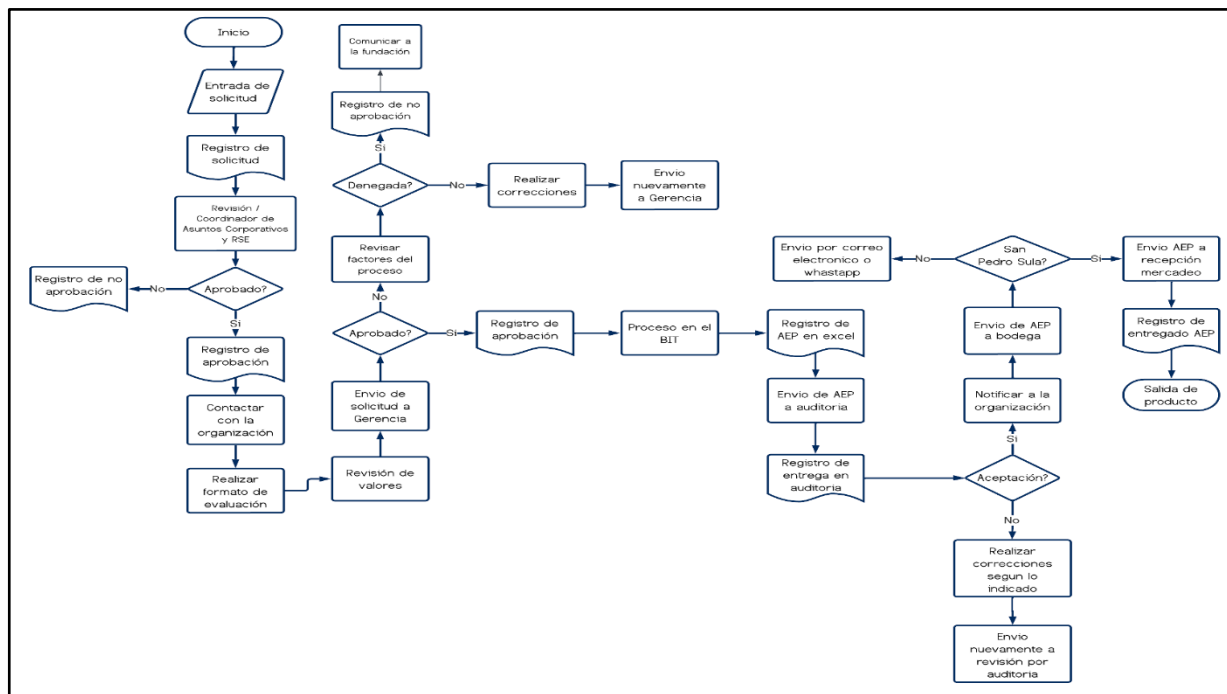 Inicio
Entrada de
solicitud
Registro de
solicitud
Revisión /
Coordinador de
Asuntos Corporativos
y RSE
Aprobado?
No
Registro de no
aprobación
Si
Registro de
aprobación
Contactar
con la
organización
Realizar
formato de
evaluación
Revisión de
valores
Envio de
solicitud a
Gerencia
Aprobado?
No
Revisar
factores del
proceso
Denegada?
Si
Registro de no
aprobación
Comunicar a
la fundación
No
Realizar
correcciones
Envio
nuevamente
a Gerencia
Si
Registro de
aprobación
Proceso en el
BIT
Registro de
AEP en excel
Envio de AEP
a auditoria
Registro de
entrega en
auditoria
Aceptación?
Si
Notificar a la
organización
Envio de AEP
a bodega
San
Pedro Sula?
No
Envio por correo
electronico o
whastapp
Si
Envio AEP a
recepción
mercadeo
Registro de
entregado AEP
Salida de
producto
No
Realizar
correcciones
segun lo
indicado
Envio
nuevamente a
revisión por
auditoria